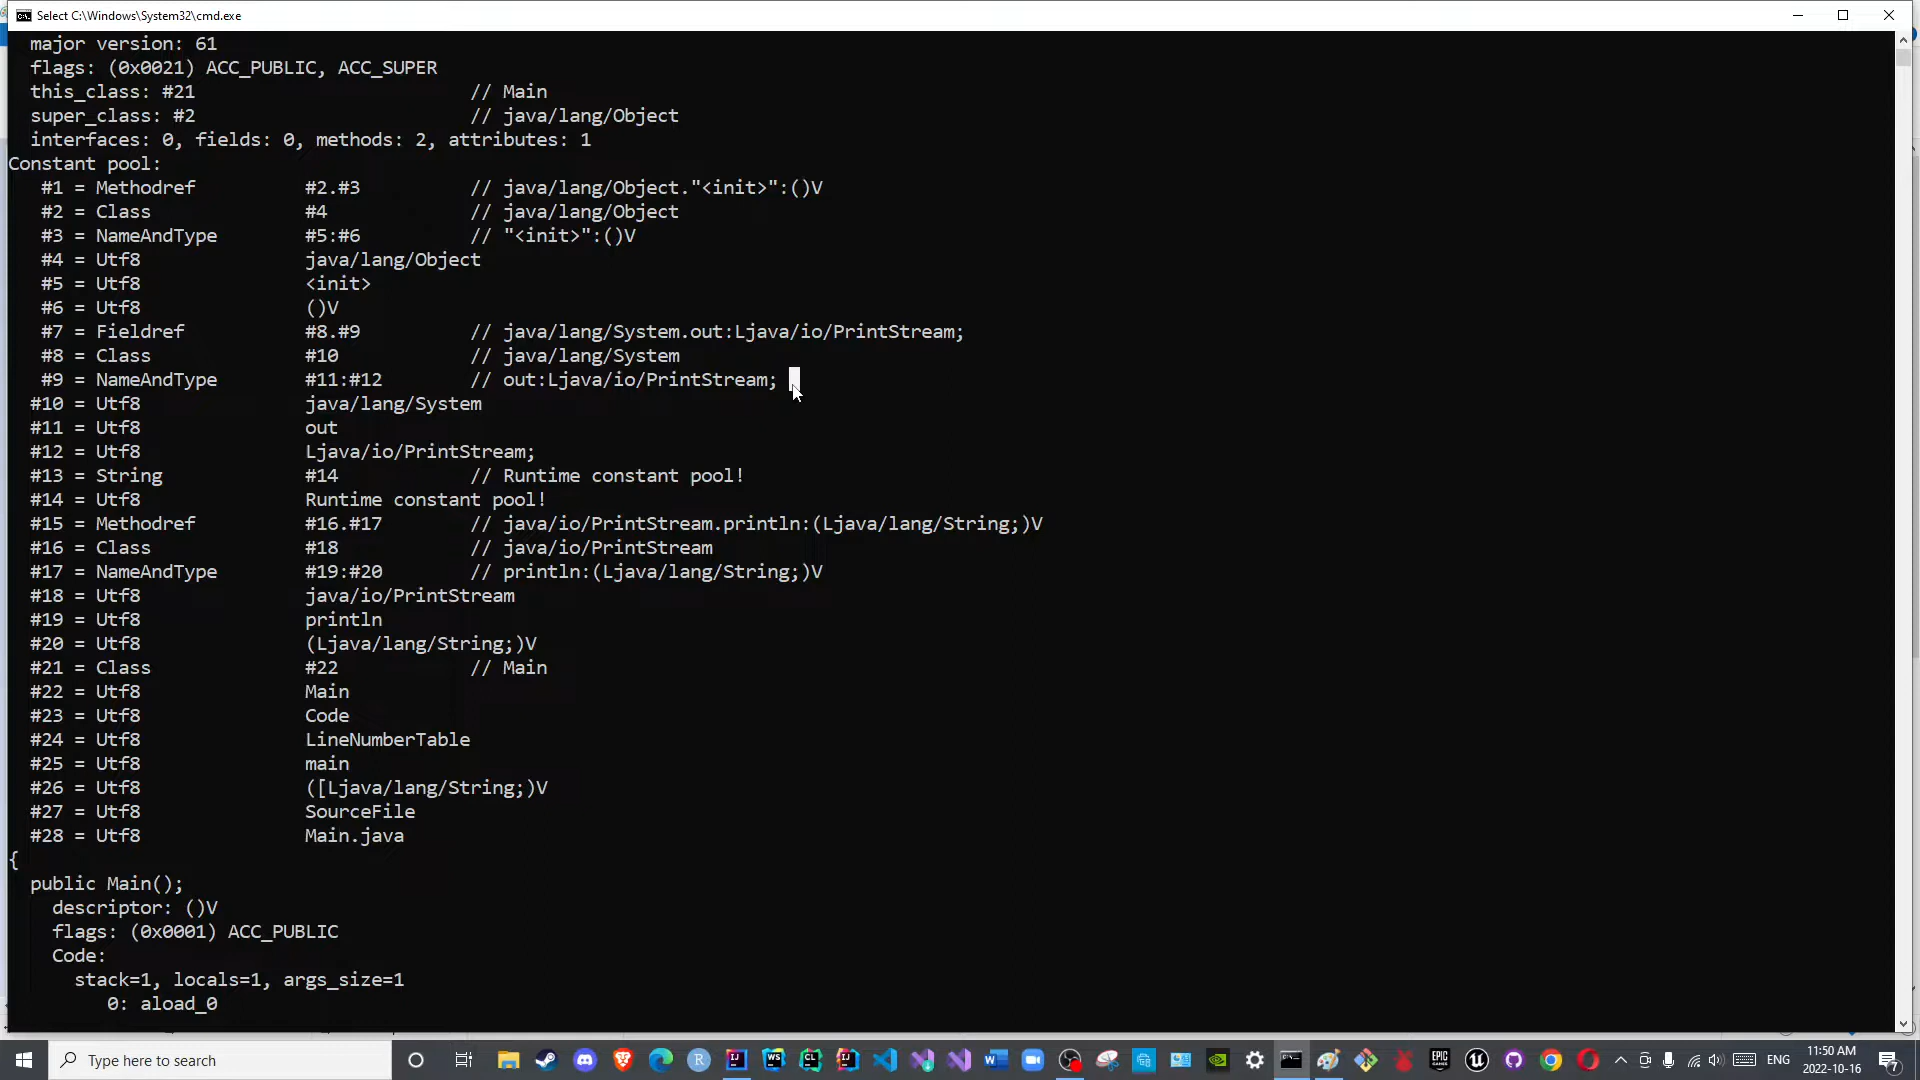 Select C:\Windows\System32\cmd.exe
major version: 61
flags: (0x0021) ACC_PUBLIC, ACC_SUPER
this_class: #21 // Main
super_class: #2 // java/lang/Object
interfaces: 0, fields: 0, methods: 2, attributes: 1
Constant pool:
#1 = Methodref #2.#3 // java/lang/Object."<init>":()V
#2 = Class #4 // java/lang/Object
#3 = NameAndType #5:#6 // "<init>":()V
#4 = Utf8 java/lang/Object
#5 = Utf8 <init>
#6 = Utf8 ()V
#7 = Fieldref #8.#9 // java/lang/System.out:Ljava/io/PrintStream;
#8 = Class #10 // java/lang/System
#9 = NameAndType #11:#12 // out:Ljava/io/PrintStream;
#10 = Utf8 java/lang/System
#11 = Utf8 out
#12 = Utf8 Ljava/io/PrintStream;
#13 = String #14 // Runtime constant pool!
#14 = Utf8 Runtime constant pool!
#15 = Methodref #16.#17 // java/io/PrintStream.println:(Ljava/lang/String;)V
#16 = Class #18 // java/io/PrintStream
#17 = NameAndType #19:#20 // println:(Ljava/lang/String;)V
#18 = Utf8 java/io/PrintStream
#19 = Utf8 println
#20 = Utf8 (Ljava/lang/String;)V
#21 = Class #22 // Main
#22 = Utf8 Main
#23 = Utf8 Code
#24 = Utf8 LineNumberTable
#25 = Utf8 main
#26 = Utf8 ([Ljava/lang/String;)V
#27 = Utf8 SourceFile
#28 = Utf8 Main.java
{
public Main();
descriptor: ()V
flags: (0x0001) ACC_PUBLIC
Code:
stack=1, locals=1, args_size=1
0: aload_0
Type here to search
ENG
11:50 AM
2022-10-16